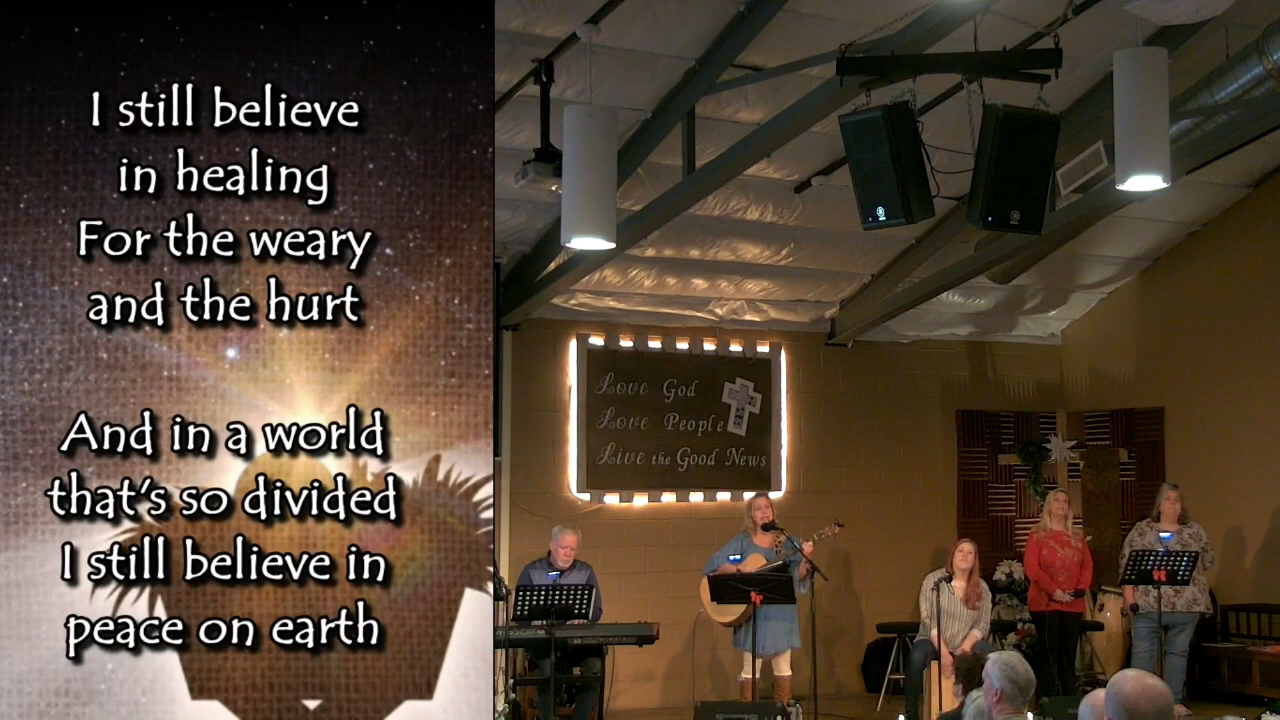 I still believe
in healing
For the weary
and the hurt
And in a world
that's so divided
I still believe in
peace on earth
Love God
Love People
Live the Good News